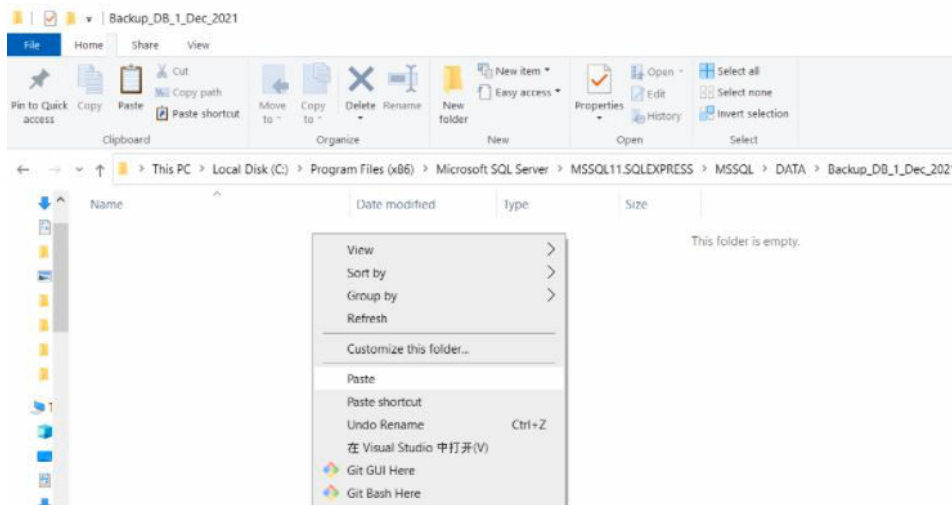 Backup_DB_1_Dec_2021
File Home Share View
Pin to Quick access
Copy
Paste
Cut
Copy path
Paste shortcut
Clipboard
Move to
Copy to
Delete
Rename
Organize
New folder
New item
Easy access
New
Properties
Open
Edit
History
Open
Select all
Select none
Invert selection
Select
This PC > Local Disk (C:) > Program Files (x86) > Microsoft SQL Server > MSSQL11.SQLEXPRESS > MSSQL > DATA > Backup_DB_1_Dec_202
Name Date modified Type Size
This folder is empty.
View
Sort by
Group by
Refresh
Customize this folder...
Paste
Paste shortcut
Undo Rename Ctrl+Z
在 Visual Studio 中打开(V)
Git GUI Here
Git Bash Here